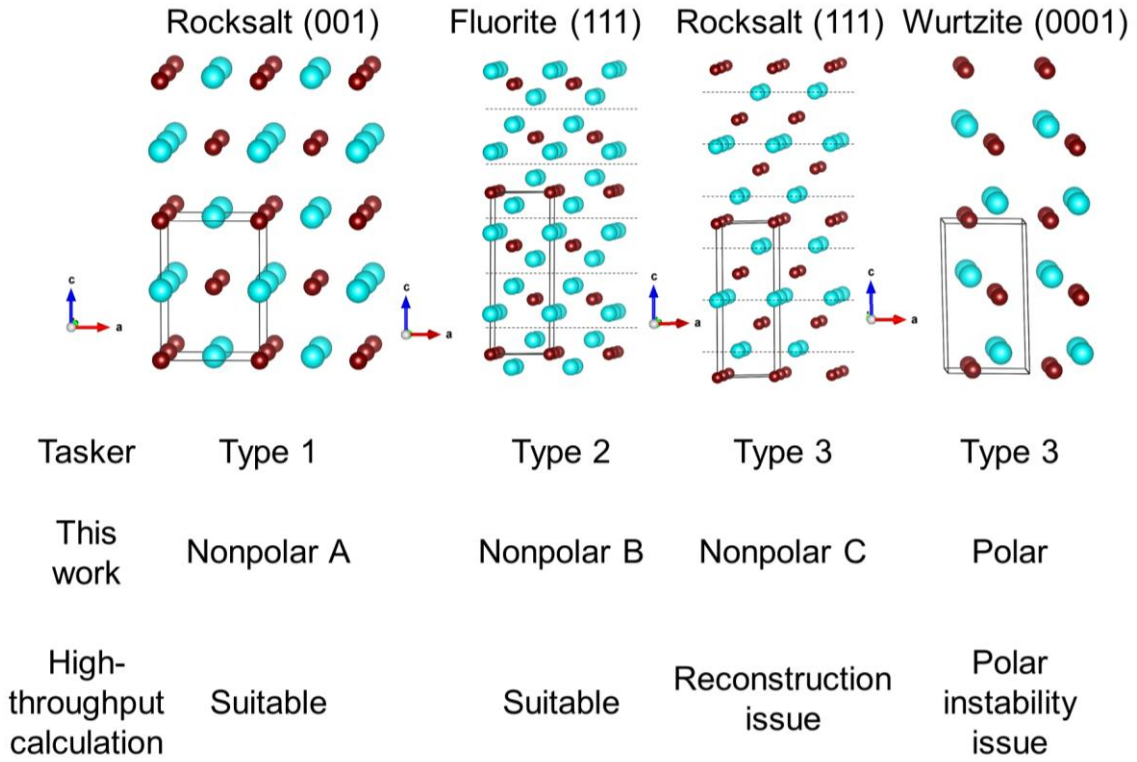 Rocksalt (001) Fluorite (111) Rocksalt (111) Wurtzite (0001)
c a c a c a c a
Tasker Type 1 Type 2 Type 3 Type 3
This
work Nonpolar A Nonpolar B Nonpolar C Polar
High-
throughput
calculation Suitable Suitable Reconstruction
issue Polar
instability
issue